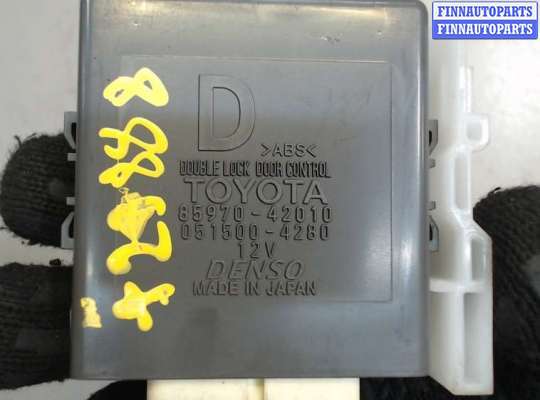 FINNAUTOPARTS
FINNAUTOPARTS
D
>ABS<
DOUBLE LOCK DOOR CONTROL
TOYOTA
85970-42010
051500-4280
12V
DENSO
MADE IN JAPAN